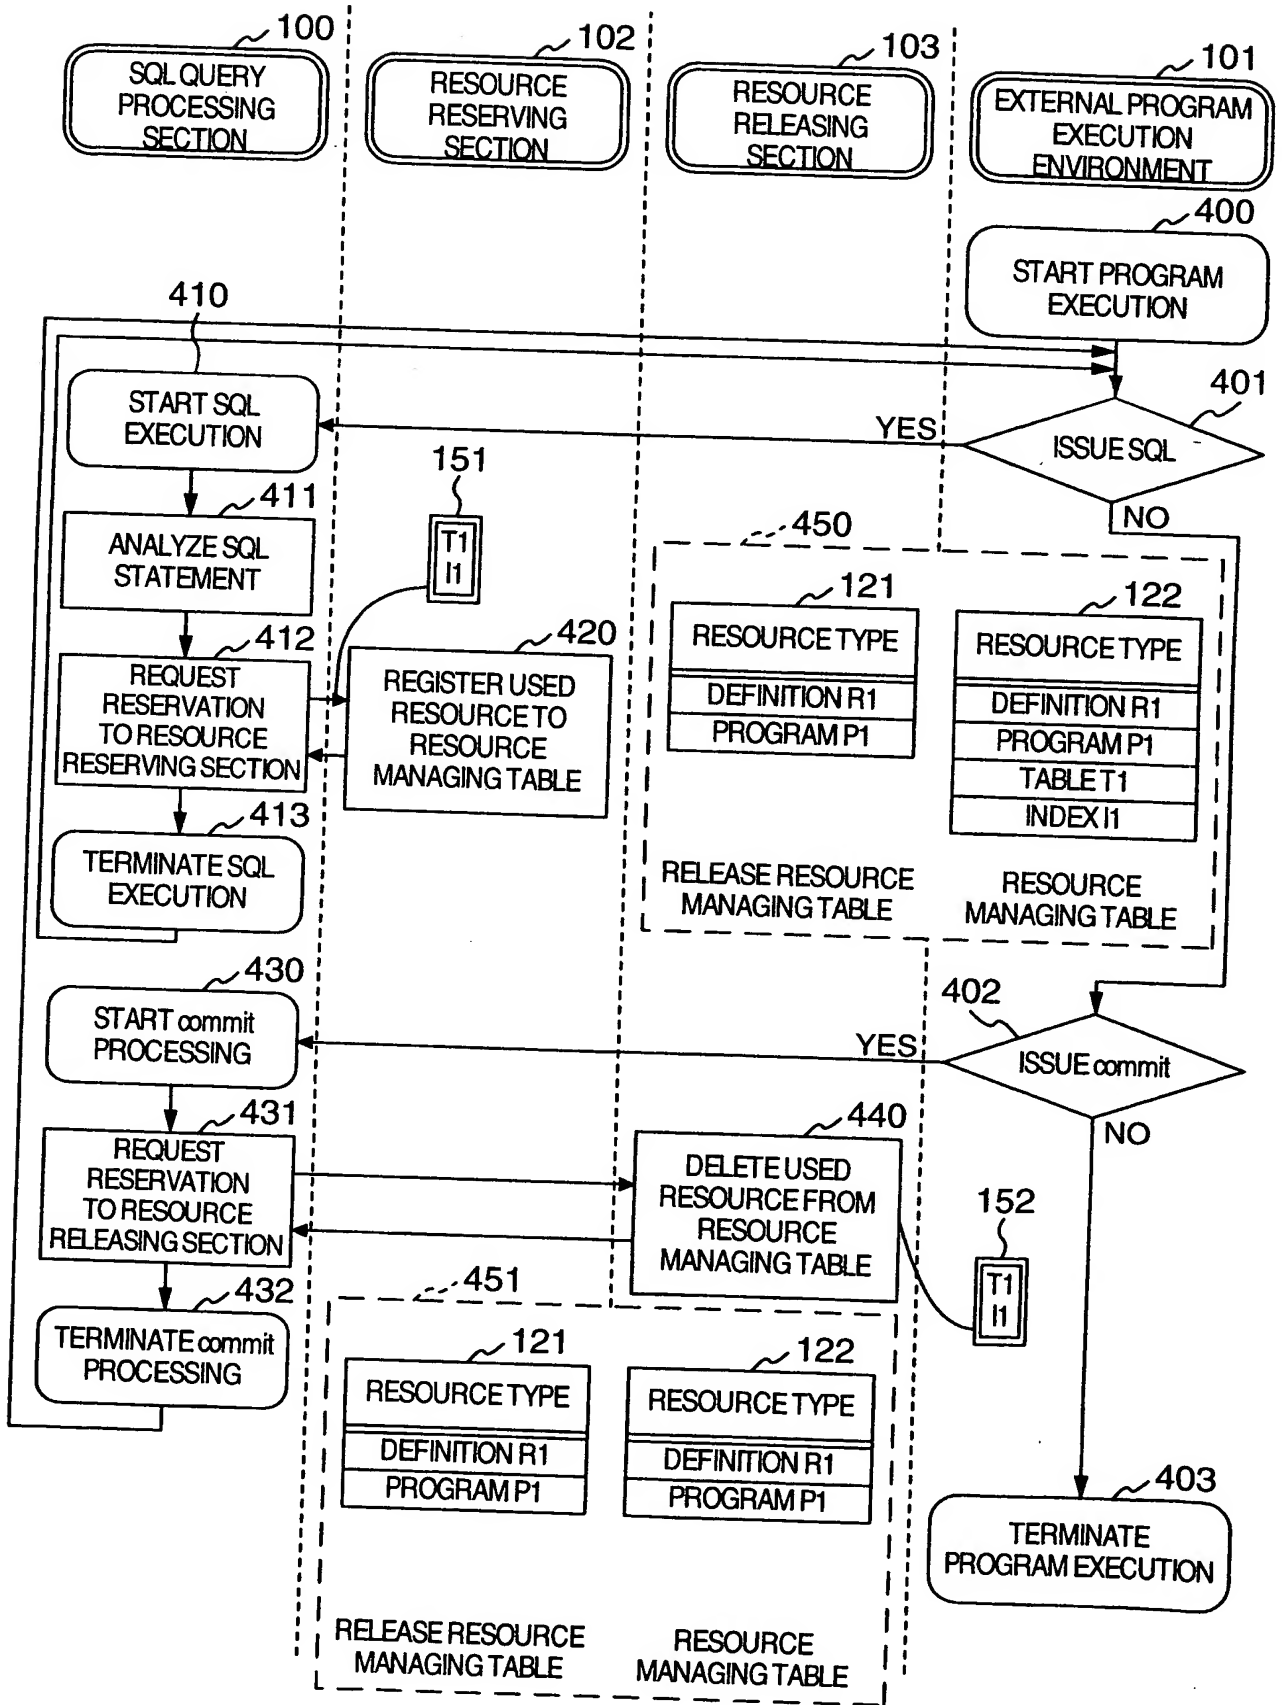 100
SQL QUERY
PROCESSING
SECTION
102
RESOURCE
RESERVING
SECTION
103
RESOURCE
RELEASING
SECTION
101
EXTERNAL PROGRAM
EXECUTION
ENVIRONMENT
400
START PROGRAM
EXECUTION
410
START SQL
EXECUTION
YES
401
ISSUE SQL
NO
411
ANALYZE SQL
STATEMENT
151
T1
I1
412
REQUEST
RESERVATION
TO RESOURCE
RESERVING SECTION
420
REGISTER USED
RESOURCE TO
RESOURCE
MANAGING TABLE
413
TERMINATE SQL
EXECUTION
450
121
RESOURCE TYPE
DEFINITION R1
PROGRAM P1
RELEASE RESOURCE
MANAGING TABLE
122
RESOURCE TYPE
DEFINITION R1
PROGRAM P1
TABLE T1
INDEX I1
RESOURCE
MANAGING TABLE
430
START commit
PROCESSING
YES
402
ISSUE commit
NO
431
REQUEST
RESERVATION
TO RESOURCE
RELEASING SECTION
440
DELETE USED
RESOURCE FROM
RESOURCE
MANAGING TABLE
152
T1
I1
432
TERMINATE commit
PROCESSING
451
121
RESOURCE TYPE
DEFINITION R1
PROGRAM P1
RELEASE RESOURCE
MANAGING TABLE
122
RESOURCE TYPE
DEFINITION R1
PROGRAM P1
RESOURCE
MANAGING TABLE
403
TERMINATE
PROGRAM EXECUTION